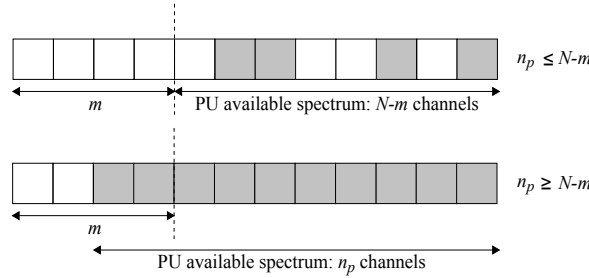 n_p ≤ N-m
m
PU available spectrum: N-m channels
n_p ≥ N-m
m
PU available spectrum: n_p channels